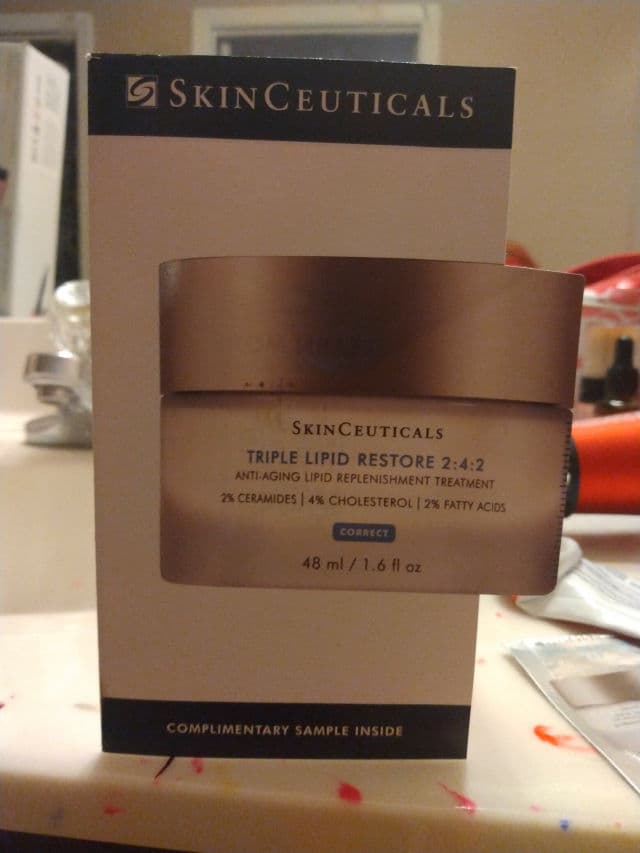 SKINCEUTICALS
SKINCEUTICALS
TRIPLE LIPID RESTORE 2:4:2
ANTI-AGING LIPID REPLENISHMENT TREATMENT
2% CERAMIDES | 4% CHOLESTEROL | 2% FATTY ACIDS
CORRECT
48 ml / 1.6 fl oz
COMPLIMENTARY SAMPLE INSIDE